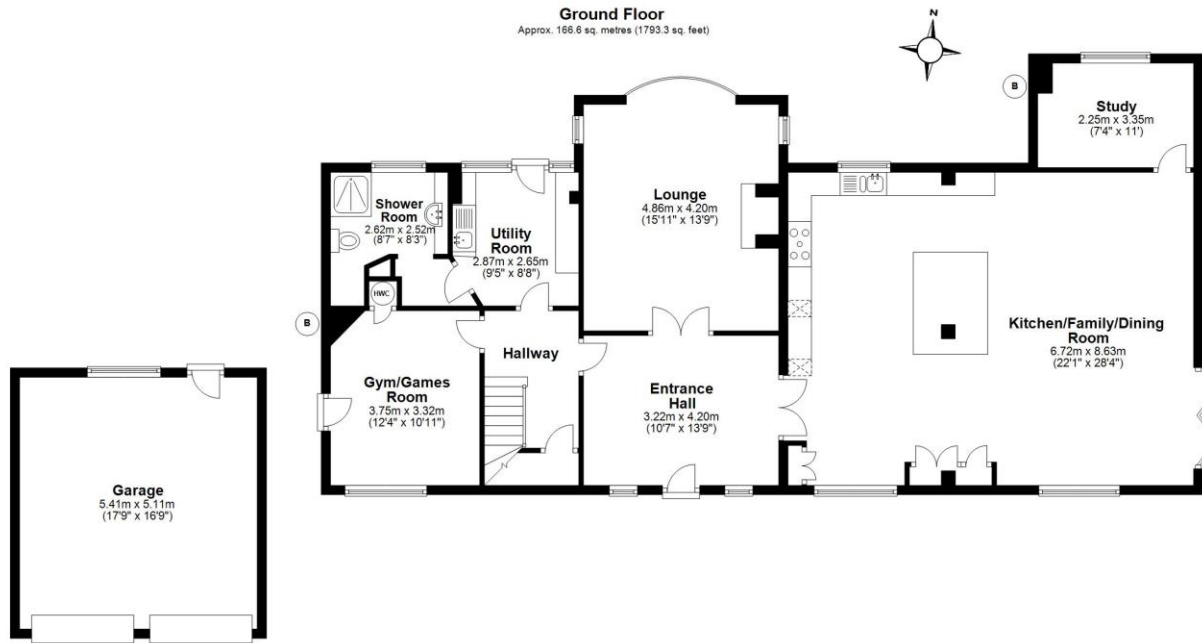 Ground Floor
Approx. 166.6 sq. metres (1793.3 sq. feet)
N
B
Study
2.25m x 3.35m
(7'4" x 11')
Lounge
4.86m x 4.20m
(15'11" x 13'9")
Shower
Room
2.62m x 2.52m
(8'7" x 8'3")
Utility
Room
2.87m x 2.65m
(9'5" x 8'8")
HWC
B
Kitchen/Family/Dining
Room
6.72m x 8.63m
(22'1" x 28'4")
Hallway
Gym/Games
Room
3.75m x 3.32m
(12'4" x 10'11")
Entrance
Hall
3.22m x 4.20m
(10'7" x 13'9")
Garage
5.41m x 5.11m
(17'9" x 16'9")